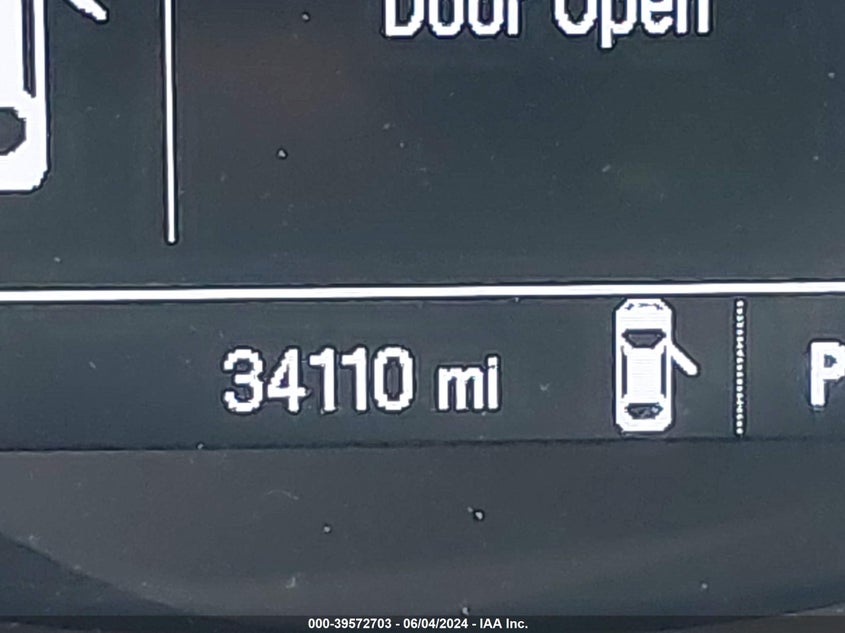 Door Open
34110 mi
P
000-39572703 - 06/04/2024 - IAA Inc.